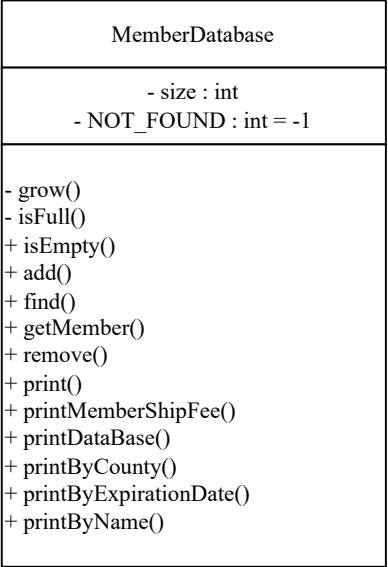 MemberDatabase
- size : int
- NOT_FOUND : int = -1
- grow()
- isFull()
+ isEmpty()
+ add()
+ find()
+ getMember()
+ remove()
+ print()
+ printMemberShipFee()
+ printDataBase()
+ printByCounty()
+ printByExpirationDate()
+ printByName()